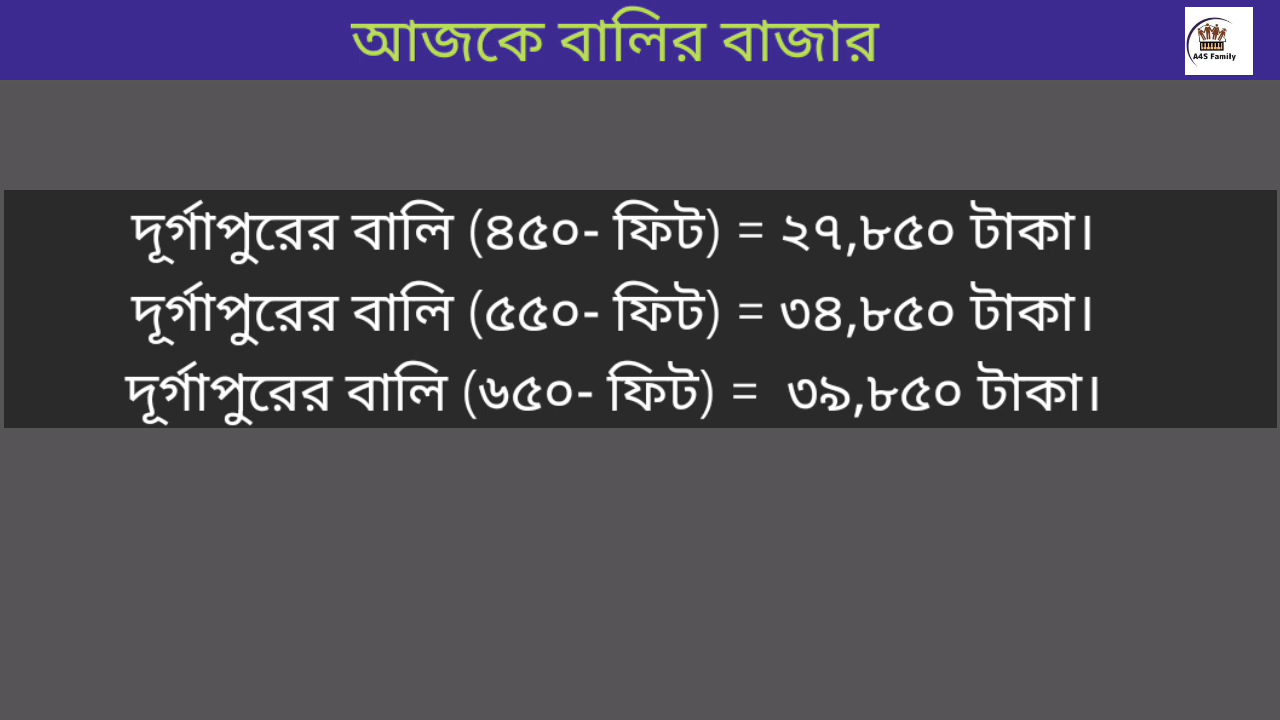 আজকে বালির বাজার
A4S Family
দূর্গাপুরের বালি (৪৫০- ফিট) = ২৭,৮৫০ টাকা।
দূর্গাপুরের বালি (৫৫০- ফিট) = ৩৪,৮৫০ টাকা।
দূর্গাপুরের বালি (৬৫০- ফিট) = ৩৯,৮৫০ টাকা।